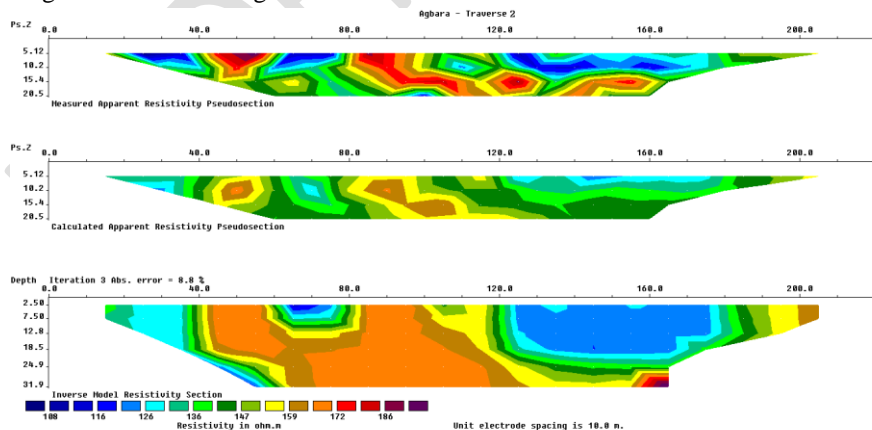 Agbara - Traverse 2
Ps.Z 0.0 40.0 80.0 120.0 160.0 200.0
5.12
10.2
15.4
20.5
Measured Apparent Resistivity Pseudosection
Ps.Z 0.0 40.0 80.0 120.0 160.0 200.0
5.12
10.2
15.4
20.5
Calculated Apparent Resistivity Pseudosection
Depth Iteration 3 Abs. error = 8.8 %
0.0 40.0 80.0 120.0 160.0 200.0
2.50
7.50
12.8
18.5
24.9
31.9
Inverse Model Resistivity Section
108 116 126 136 147 159 172 186
Resistivity in ohm.m Unit electrode spacing is 10.0 m.